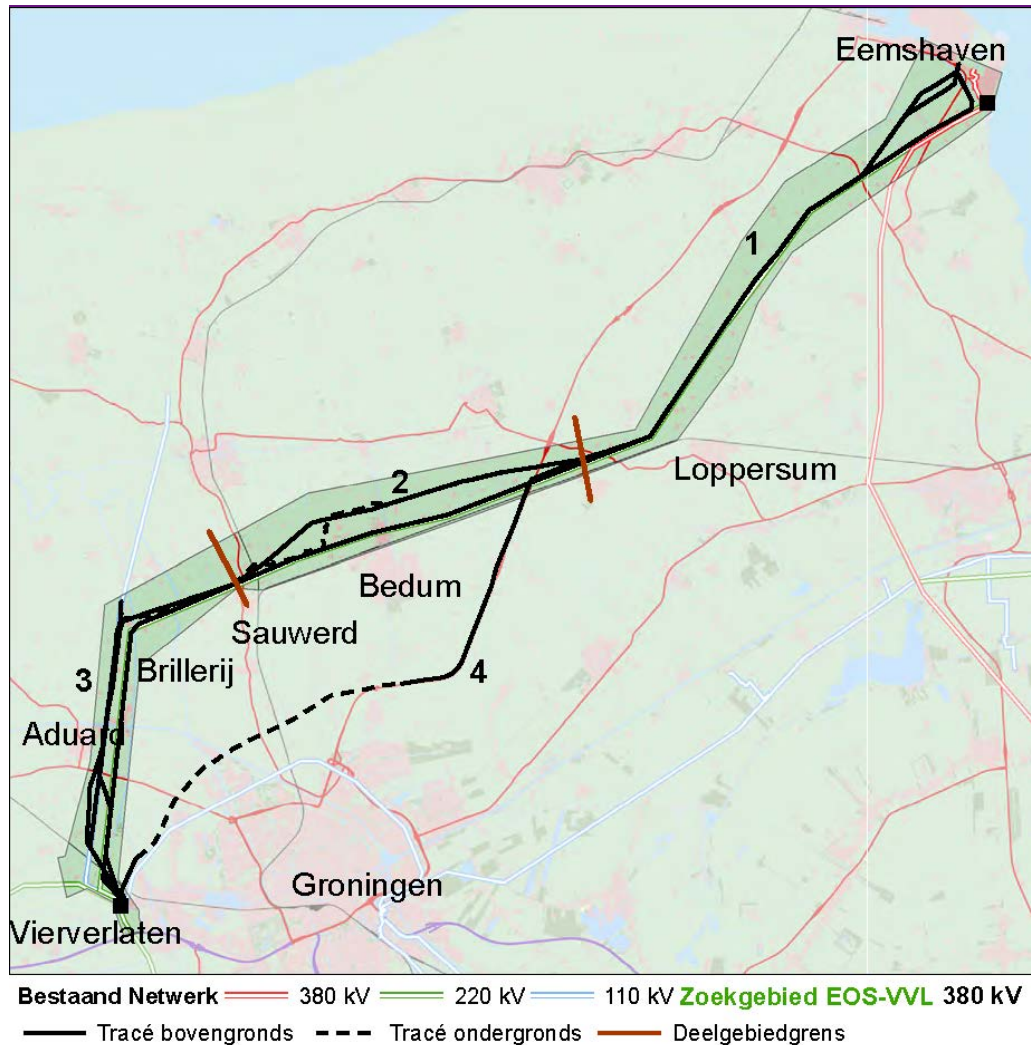 Eemshaven
1
Loppersum
2
Bedum
Sauwerd
Brillerij
3
4
Aduard
Groningen
Vierverlaten
Bestaand Netwerk 380 kV 220 kV 110 kV Zoekgebied EOS-VVL 380 kV
Tracé bovengronds Tracé ondergronds Deelgebiedgrens